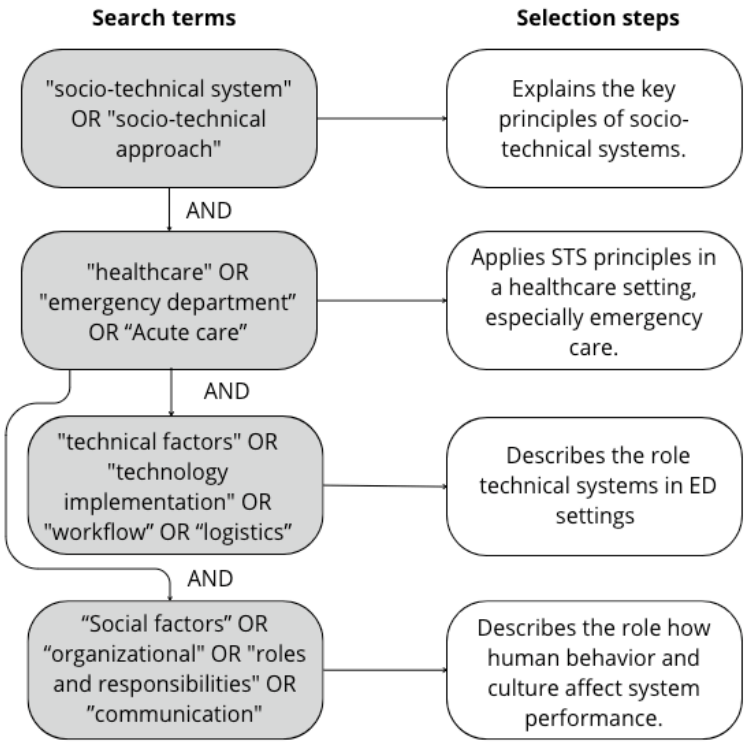 Search terms
Selection steps
"socio-technical system"
OR "socio-technical
approach"
Explains the key
principles of socio-
technical systems.
AND
"healthcare" OR
"emergency department”
OR “Acute care”
Applies STS principles in
a healthcare setting,
especially emergency
care.
AND
"technical factors" OR
"technology
implementation" OR
"workflow” OR “logistics”
Describes the role
technical systems in ED
settings
AND
“Social factors” OR
“organizational" OR "roles
and responsibilities" OR
”communication"
Describes the role how
human behavior and
culture affect system
performance.